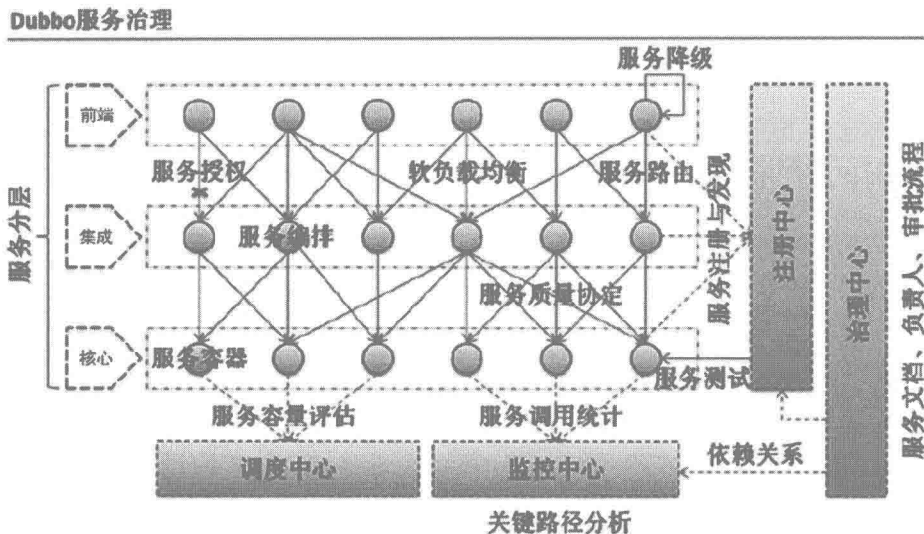 Dubbo服务治理
服务降级
前端
服务授权
软负载均衡
服务路由
服务分层
集成
服务编排
服务注册与发现
注册中心
治理中心
服务文档、负责人、审批流程
服务质量协定
核心
服务容器
服务测试
服务容量评估
服务调用统计
调度中心
监控中心
依赖关系
关键路径分析